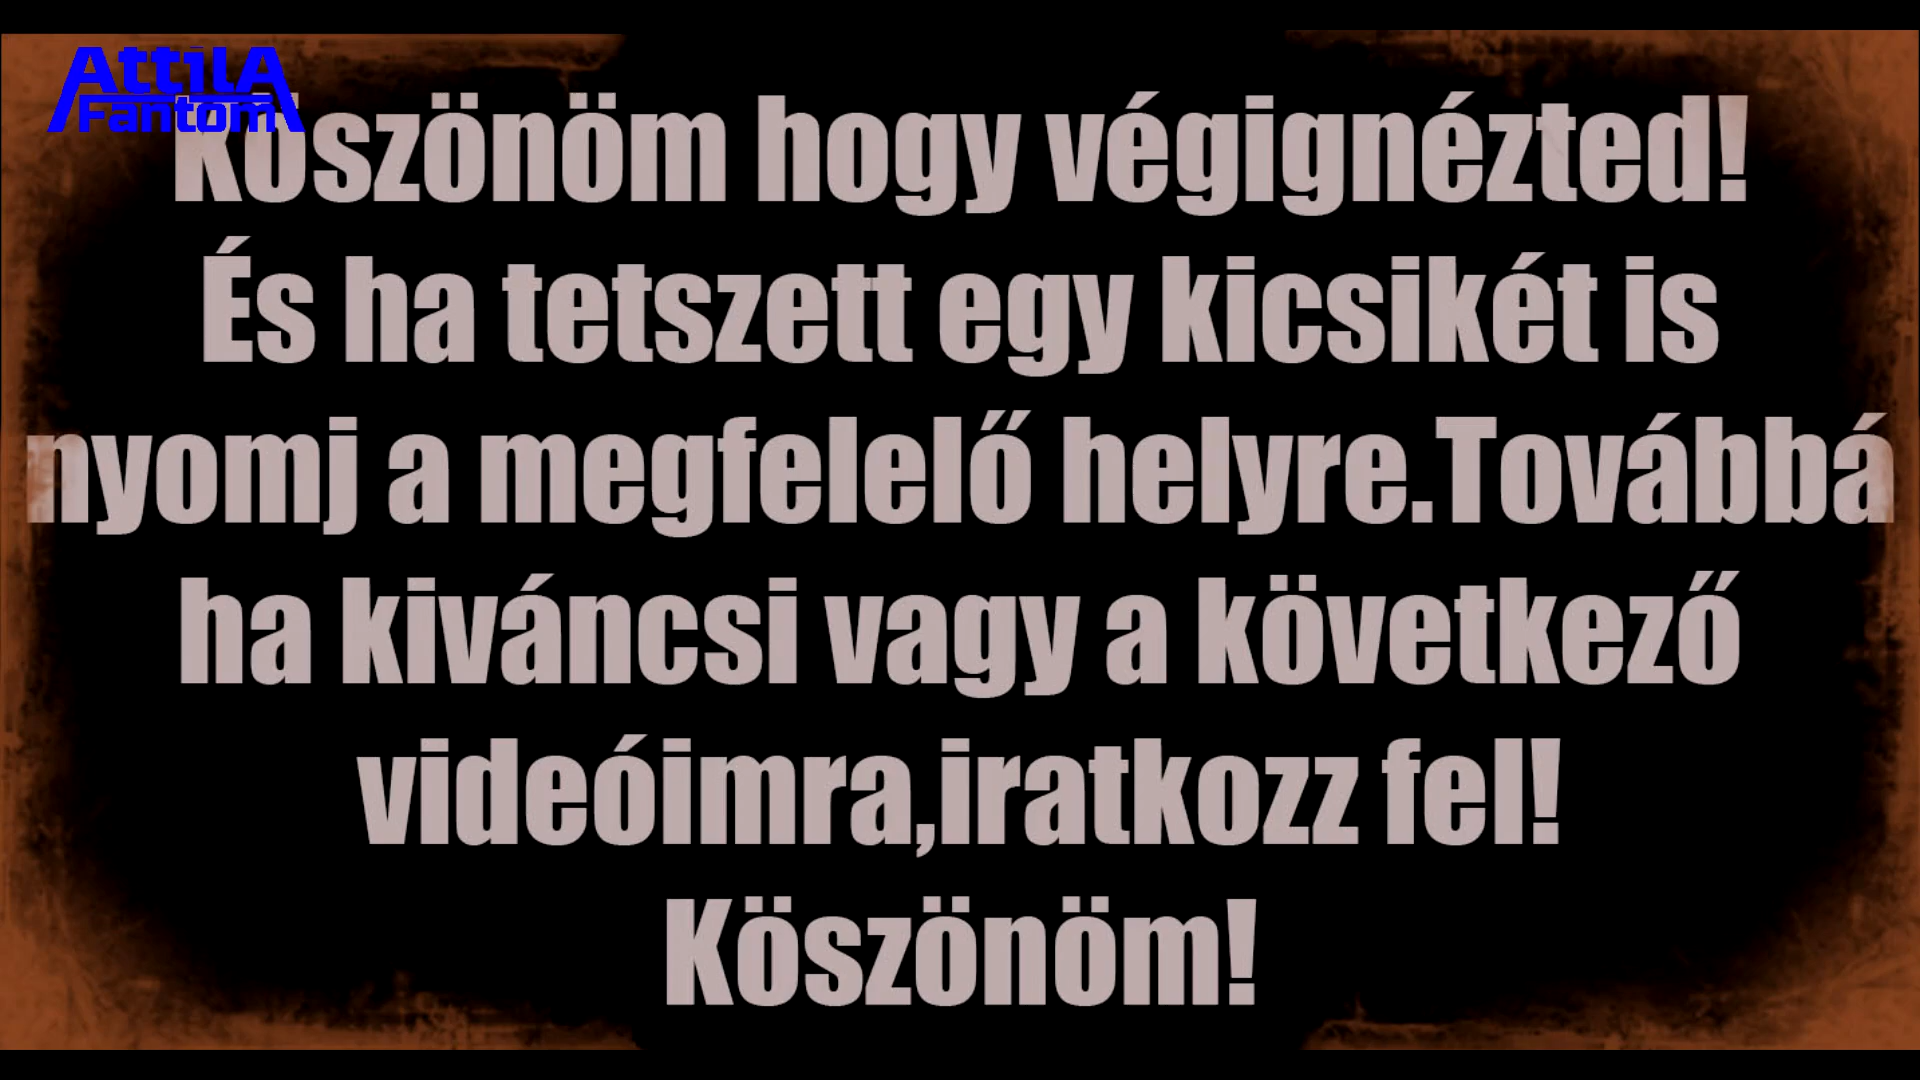 AttilA
Fantom
Köszönöm hogy végignézted!
És ha tetszett egy kicsikét is
nyomj a megfelelő helyre.Továbbá
ha kiváncsi vagy a következő
videóimra,iratkozz fel!
Köszönöm!